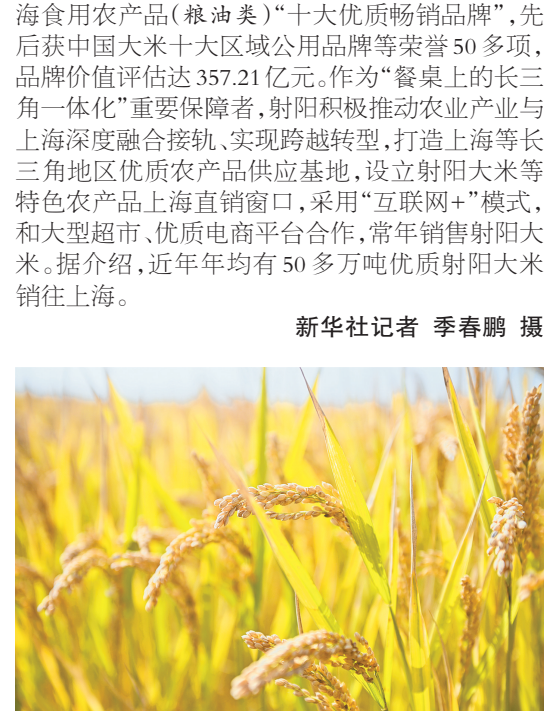 海食用农产品(粮油类)“十大优质畅销品牌”,先
后获中国大米十大区域公用品牌等荣誉50多项,
品牌价值评估达357.21亿元。作为“餐桌上的长三
角一体化”重要保障者,射阳积极推动农业产业与
上海深度融合接轨、实现跨越转型,打造上海等长
三角地区优质农产品供应基地,设立射阳大米等
特色农产品上海直销窗口,采用“互联网+”模式,
和大型超市、优质电商平台合作,常年销售射阳大
米。据介绍,近年年均有50多万吨优质射阳大米
销往上海。
新华社记者 季春鹏 摄